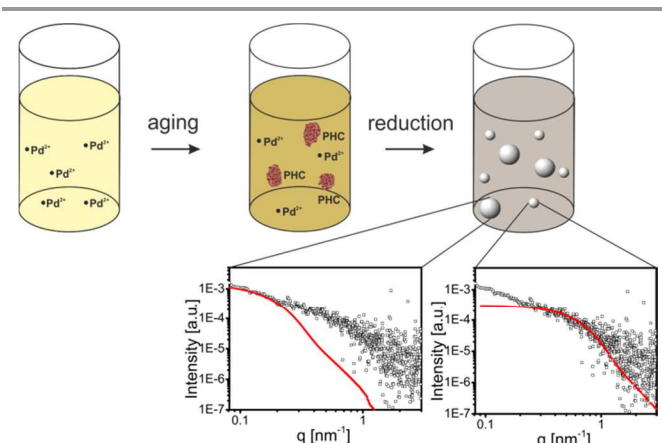 aging
reduction
Pd²⁺
Pd²⁺
Pd²⁺
Pd²⁺
Pd²⁺
PHC
Pd²⁺
Pd²⁺
PHC
PHC
Pd²⁺
Intensity [a.u.]
1E-3
1E-4
1E-5
1E-6
1E-7
0.1
1
q [nm⁻¹]
Intensity [a.u.]
1E-3
1E-4
1E-5
1E-6
1E-7
0.1
1
q [nm⁻¹]